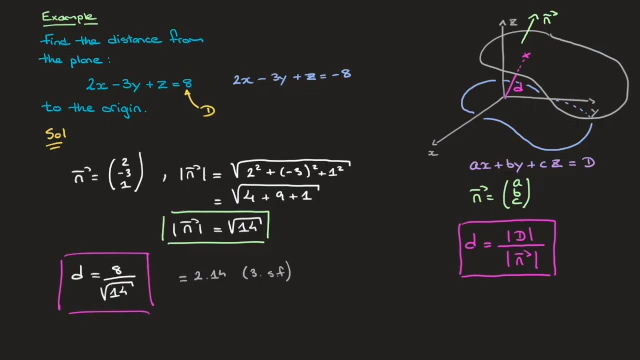 Example
Find the distance from
the plane:
2x - 3y + z = 8
2x - 3y + z = -8
D
to the origin.
Sol
n⃗ = (2 -3 1) , |n⃗| = √(2² + (-3)² + 1²)
= √(4 + 9 + 1)
|n⃗| = √14
d = 8/√14 = 2.14 (3. s.f)
z
n⃗
x
d
y
x
ax + by + cz = D
n⃗ = (a b c)
d = |D|/|n⃗|